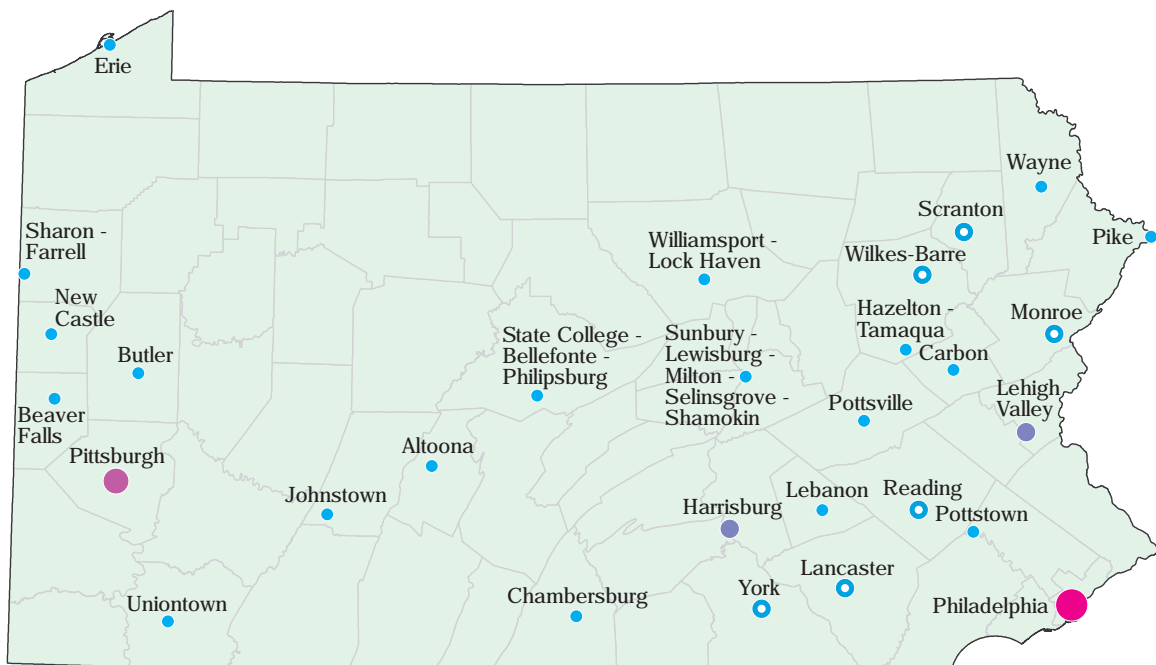 Erie
Wayne
Scranton
Pike
Sharon -
Farrell
Williamsport -
Lock Haven
Wilkes-Barre
New
Castle
Hazelton -
Tamaqua
Monroe
Butler
State College -
Bellefonte -
Philipsburg
Sunbury -
Lewisburg -
Milton -
Selinsgrove -
Shamokin
Carbon
Beaver
Falls
Pottsville
Lehigh
Valley
Pittsburgh
Altoona
Johnstown
Harrisburg
Lebanon
Reading
Pottstown
Uniontown
Chambersburg
York
Lancaster
Philadelphia